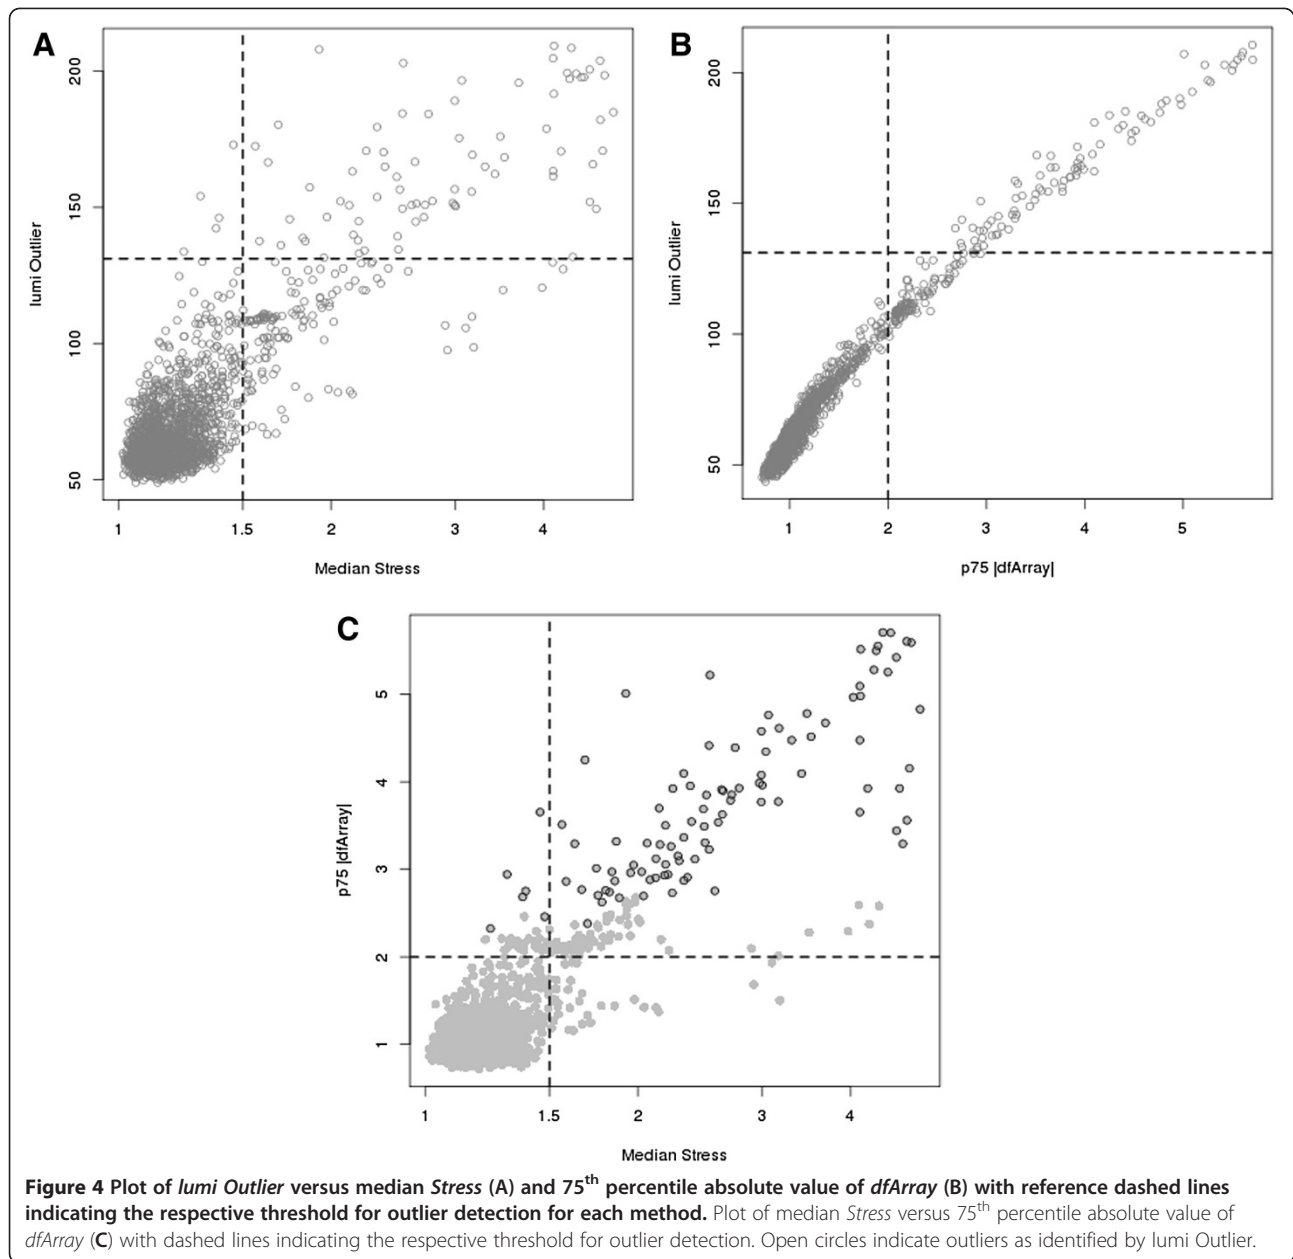 A
lumi Outlier
200
150
100
50
1
1.5
2
3
4
Median Stress
B
lumi Outlier
200
150
100
50
1
2
3
4
5
p75 |dfArray|
C
p75 |dfArray|
5
4
3
2
1
1
1.5
2
3
4
Median Stress
Figure 4 Plot of lumi Outlier versus median Stress (A) and 75th percentile absolute value of dfArray (B) with reference dashed lines
indicating the respective threshold for outlier detection for each method. Plot of median Stress versus 75th percentile absolute value of
dfArray (C) with dashed lines indicating the respective threshold for outlier detection. Open circles indicate outliers as identified by lumi Outlier.